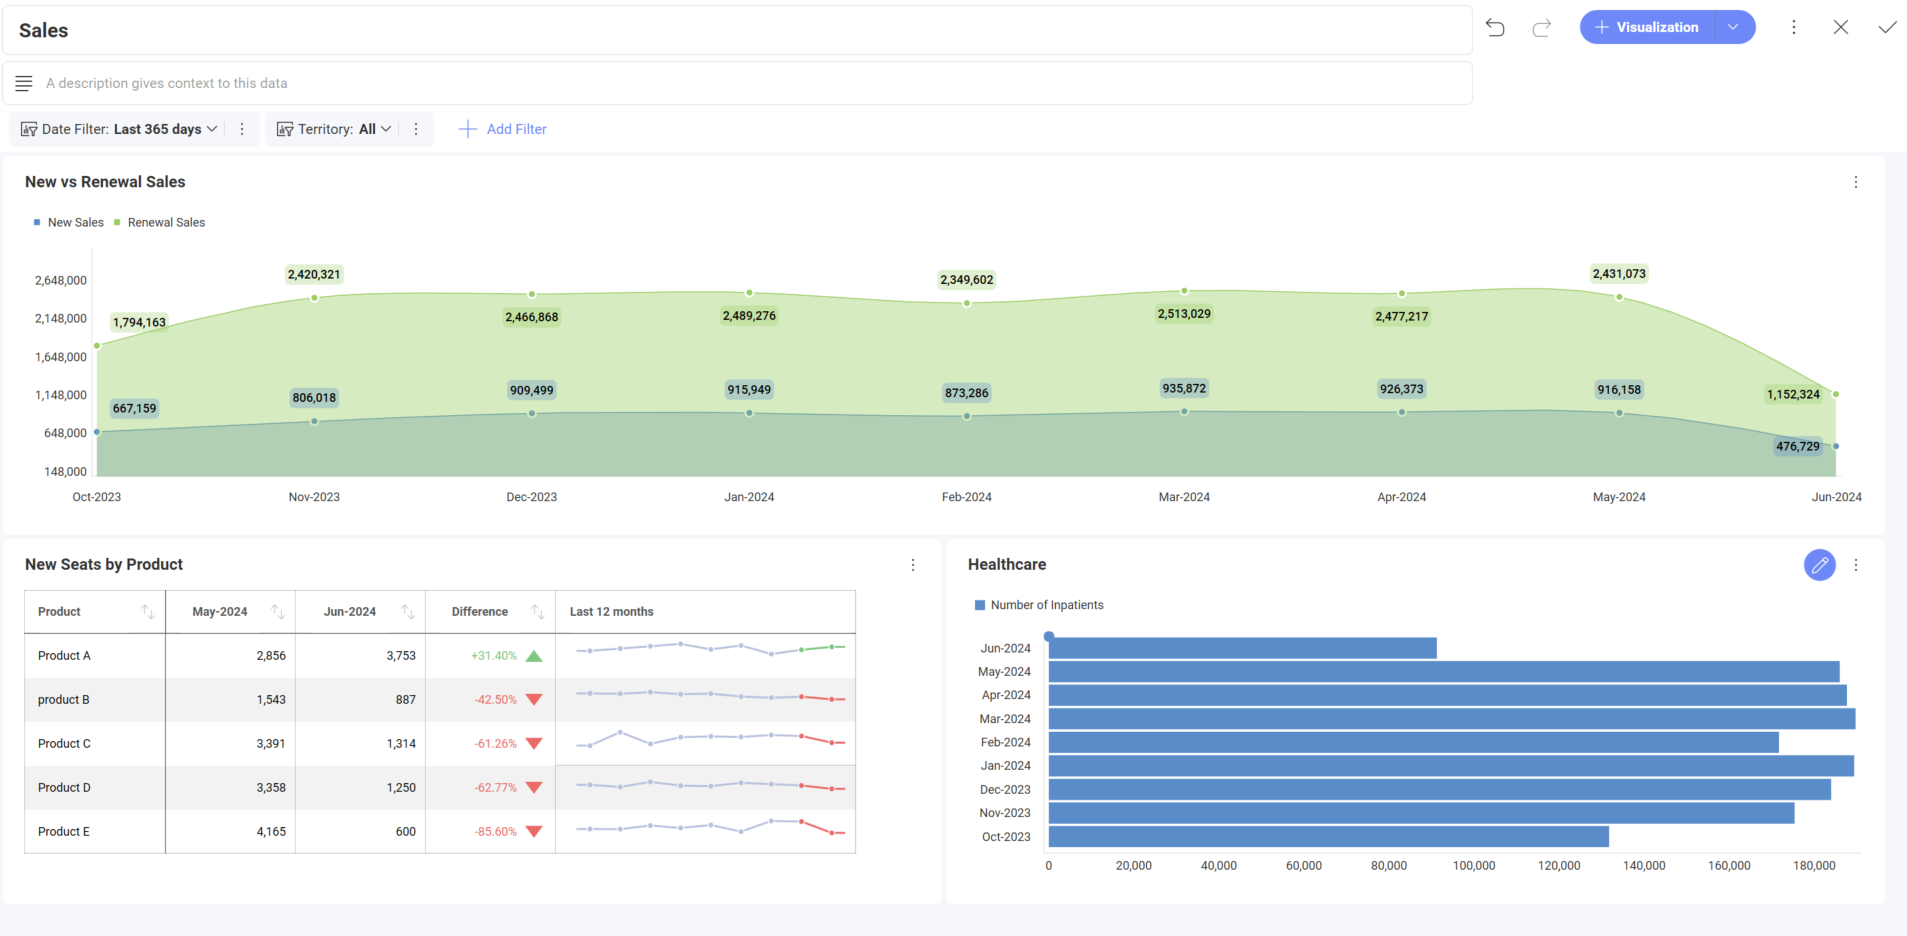 Sales
Visualization
A description gives context to this data
Date Filter: Last 365 days
Territory: All
Add Filter
New vs Renewal Sales
New Sales
Renewal Sales
2,648,000
2,148,000
1,648,000
1,148,000
648,000
148,000
1,794,163
2,420,321
2,466,868
2,489,276
2,349,602
2,513,029
2,477,217
2,431,073
1,152,324
667,159
806,018
909,499
915,949
873,286
935,872
926,373
916,158
476,729
Oct-2023
Nov-2023
Dec-2023
Jan-2024
Feb-2024
Mar-2024
Apr-2024
May-2024
Jun-2024
New Seats by Product
Product May-2024 Jun-2024 Difference Last 12 months
Product A 2,856 3,753 +31.40%
product B 1,543 887 -42.50%
Product C 3,391 1,314 -61.26%
Product D 3,358 1,250 -62.77%
Product E 4,165 600 -85.60%
Healthcare
Number of Inpatients
Jun-2024
May-2024
Apr-2024
Mar-2024
Feb-2024
Jan-2024
Dec-2023
Nov-2023
Oct-2023
0
20,000
40,000
60,000
80,000
100,000
120,000
140,000
160,000
180,000